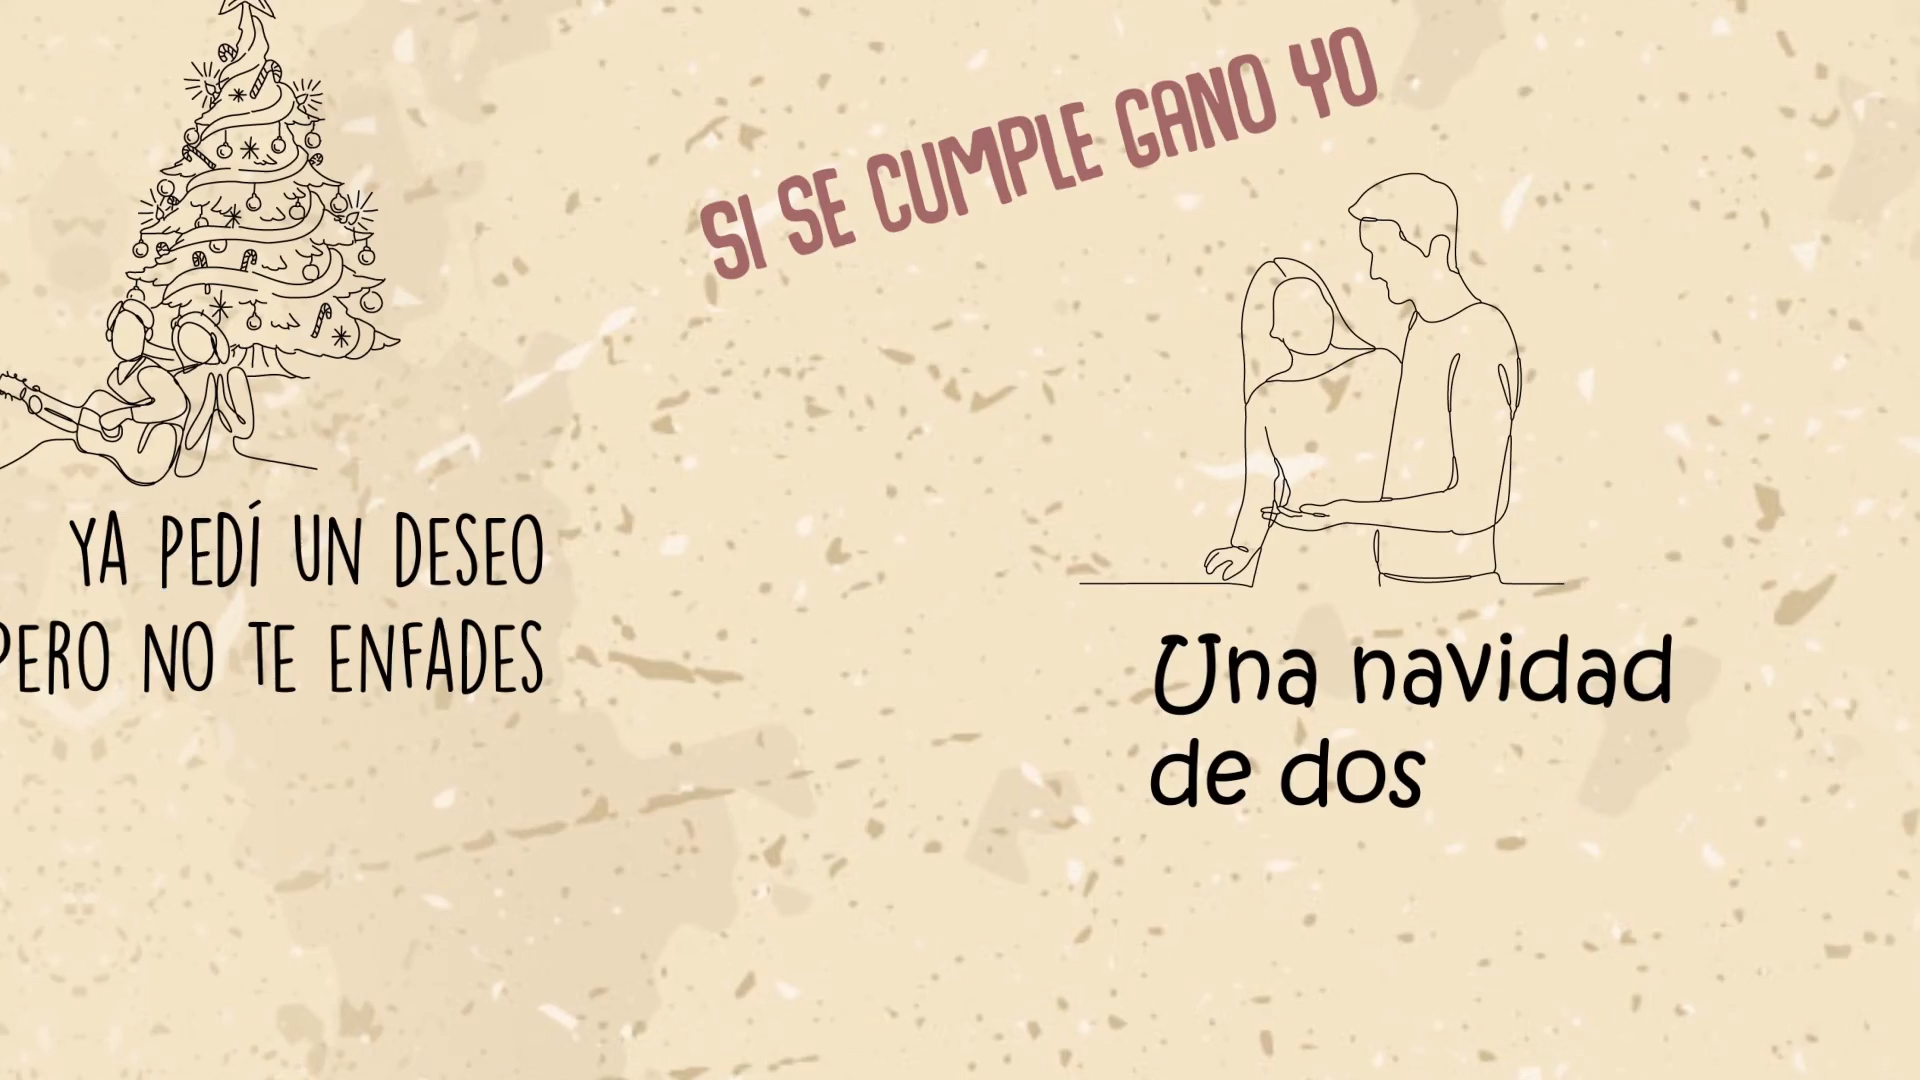 YA PEDÍ UN DESEO
PERO NO TE ENFADES
SI SE CUMPLE GANO YO
Una navidad
de dos